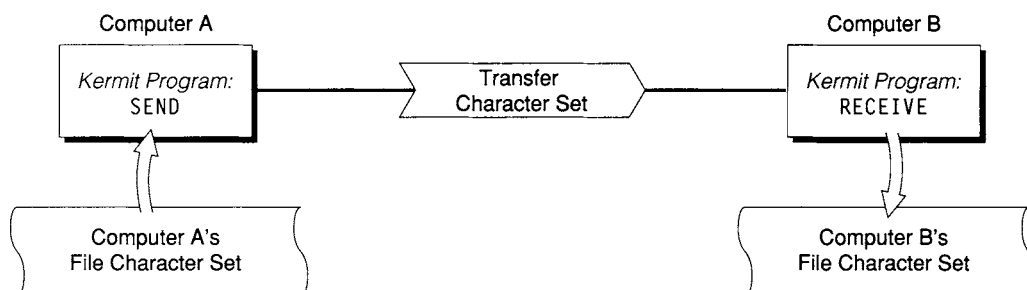 Computer A
Kermit Program:
SEND
Transfer
Character Set
Computer B
Kermit Program:
RECEIVE
Computer A's
File Character Set
Computer B's
File Character Set